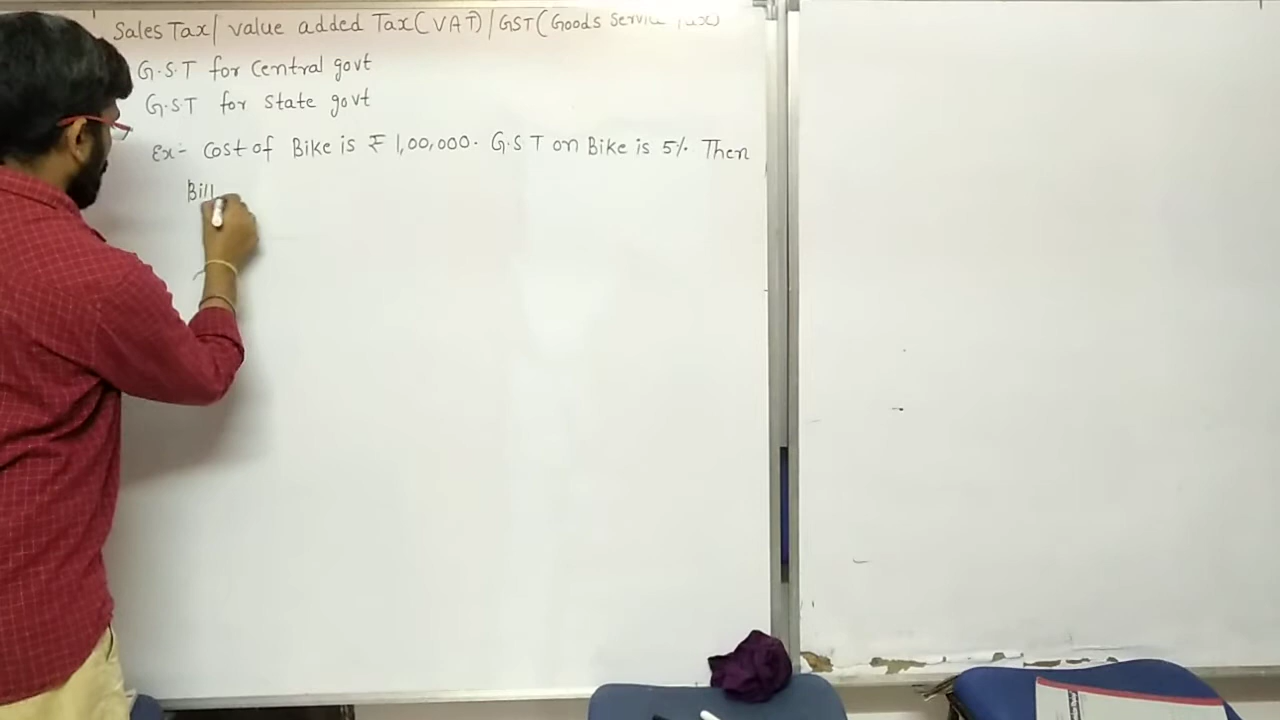 Sales Tax/ value added Tax(VAT)/GST(Goods Service Tax)
G.S.T for central govt
G.S.T for state govt
Ex:- Cost of Bike is ₹ 1,00,000. G.S T on Bike is 5%. Then
Bill